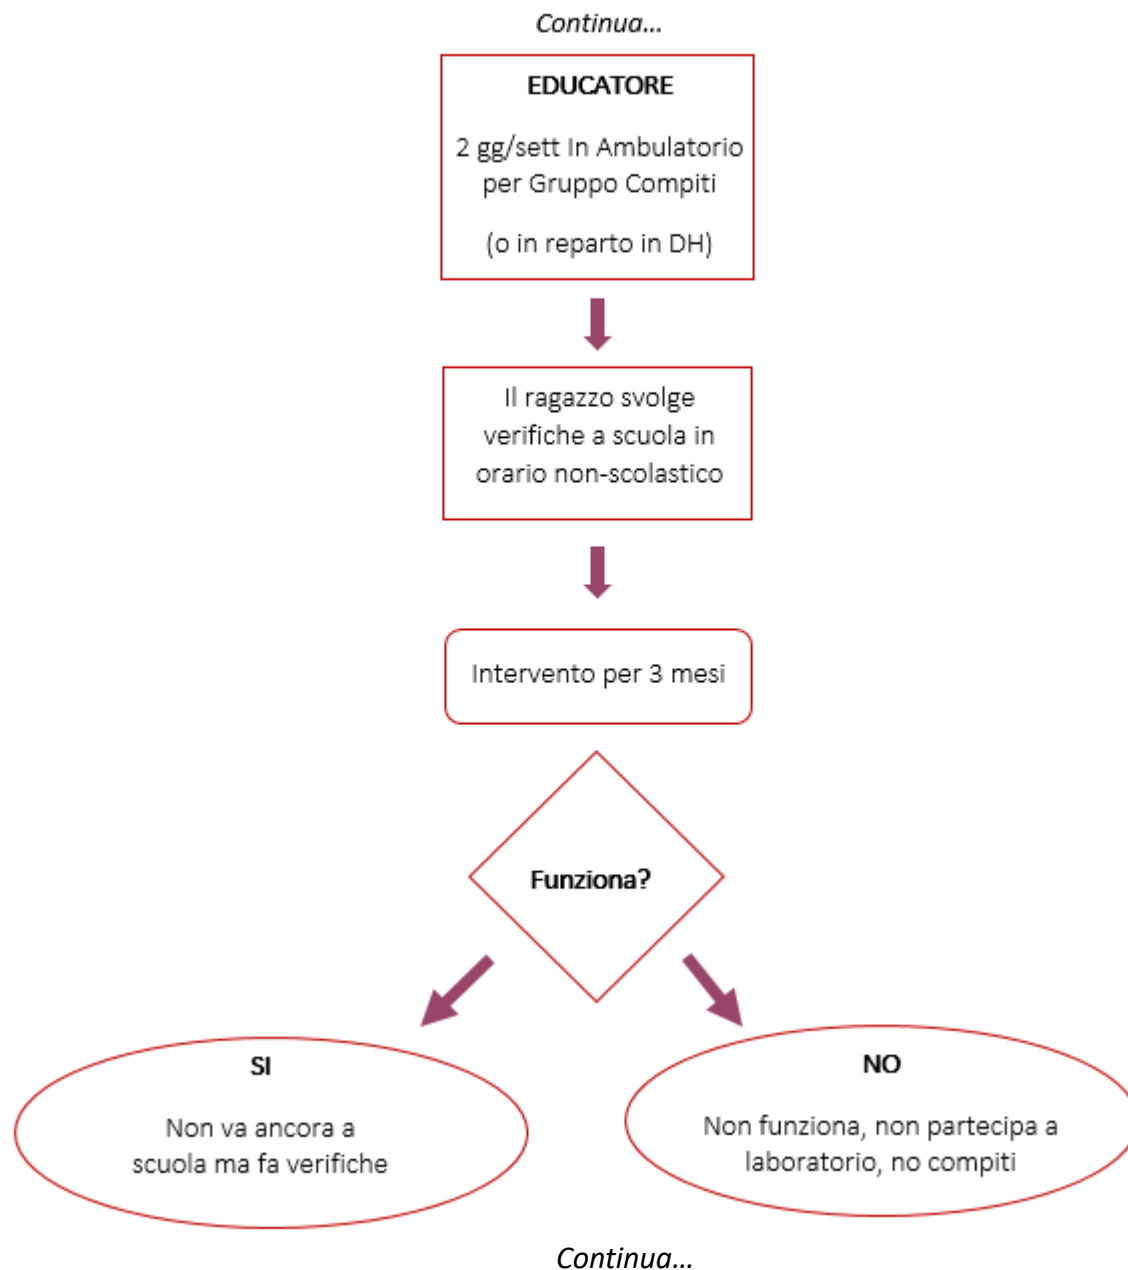 Continua...
EDUCATORE
2 gg/sett In Ambulatorio
per Gruppo Compiti
(o in reparto in DH)
Il ragazzo svolge
verifiche a scuola in
orario non-scolastico
Intervento per 3 mesi
Funziona?
SI
Non va ancora a
scuola ma fa verifiche
NO
Non funziona, non partecipa a
laboratorio, no compiti
Continua...